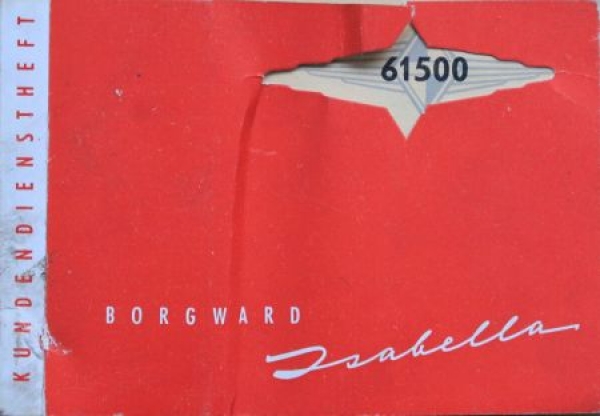 KUNDENDIENSTHEFT
61500
BORGWARD
Isabella